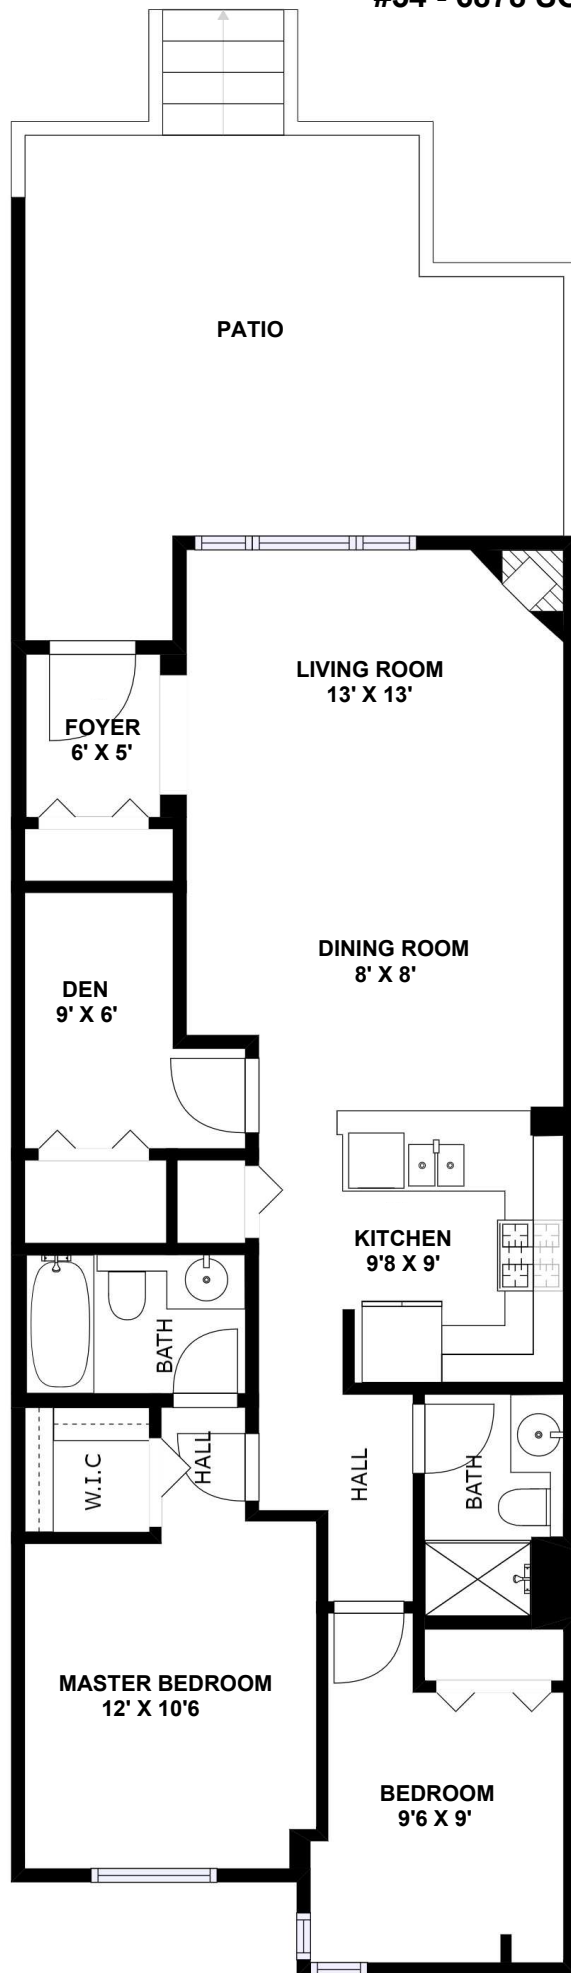 PATIO
LIVING ROOM
13' X 13'
FOYER
6' X 5'
DINING ROOM
8' X 8'
DEN
9' X 6'
KITCHEN
9'8 X 9'
BATH
W.I.C
HALL
HALL
BATH
MASTER BEDROOM
12' X 10'6
BEDROOM
9'6 X 9'